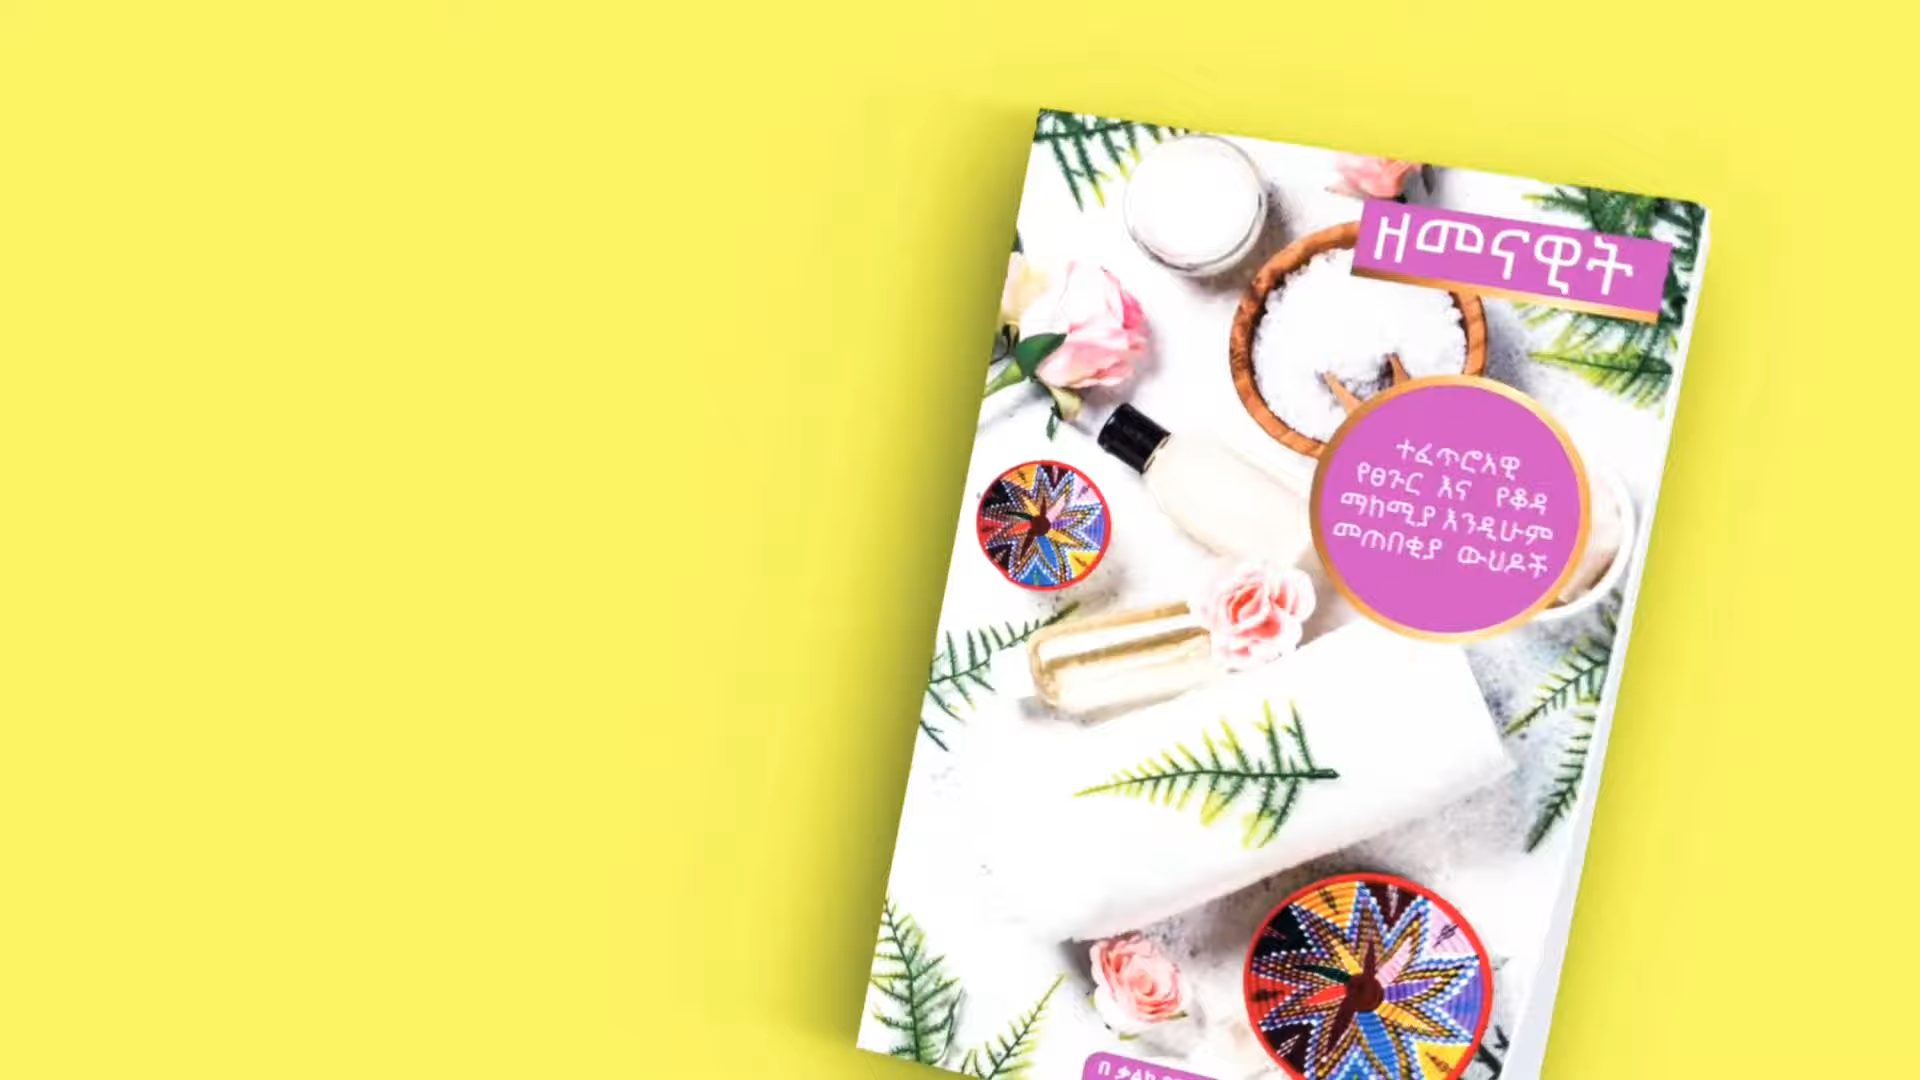 ዘመናዊት
ተፈጥሮአዊ
የፀጉር እና የቆዳ
ማከሚያ እንዲሁም
መጠበቂያ ውህዶች
በ